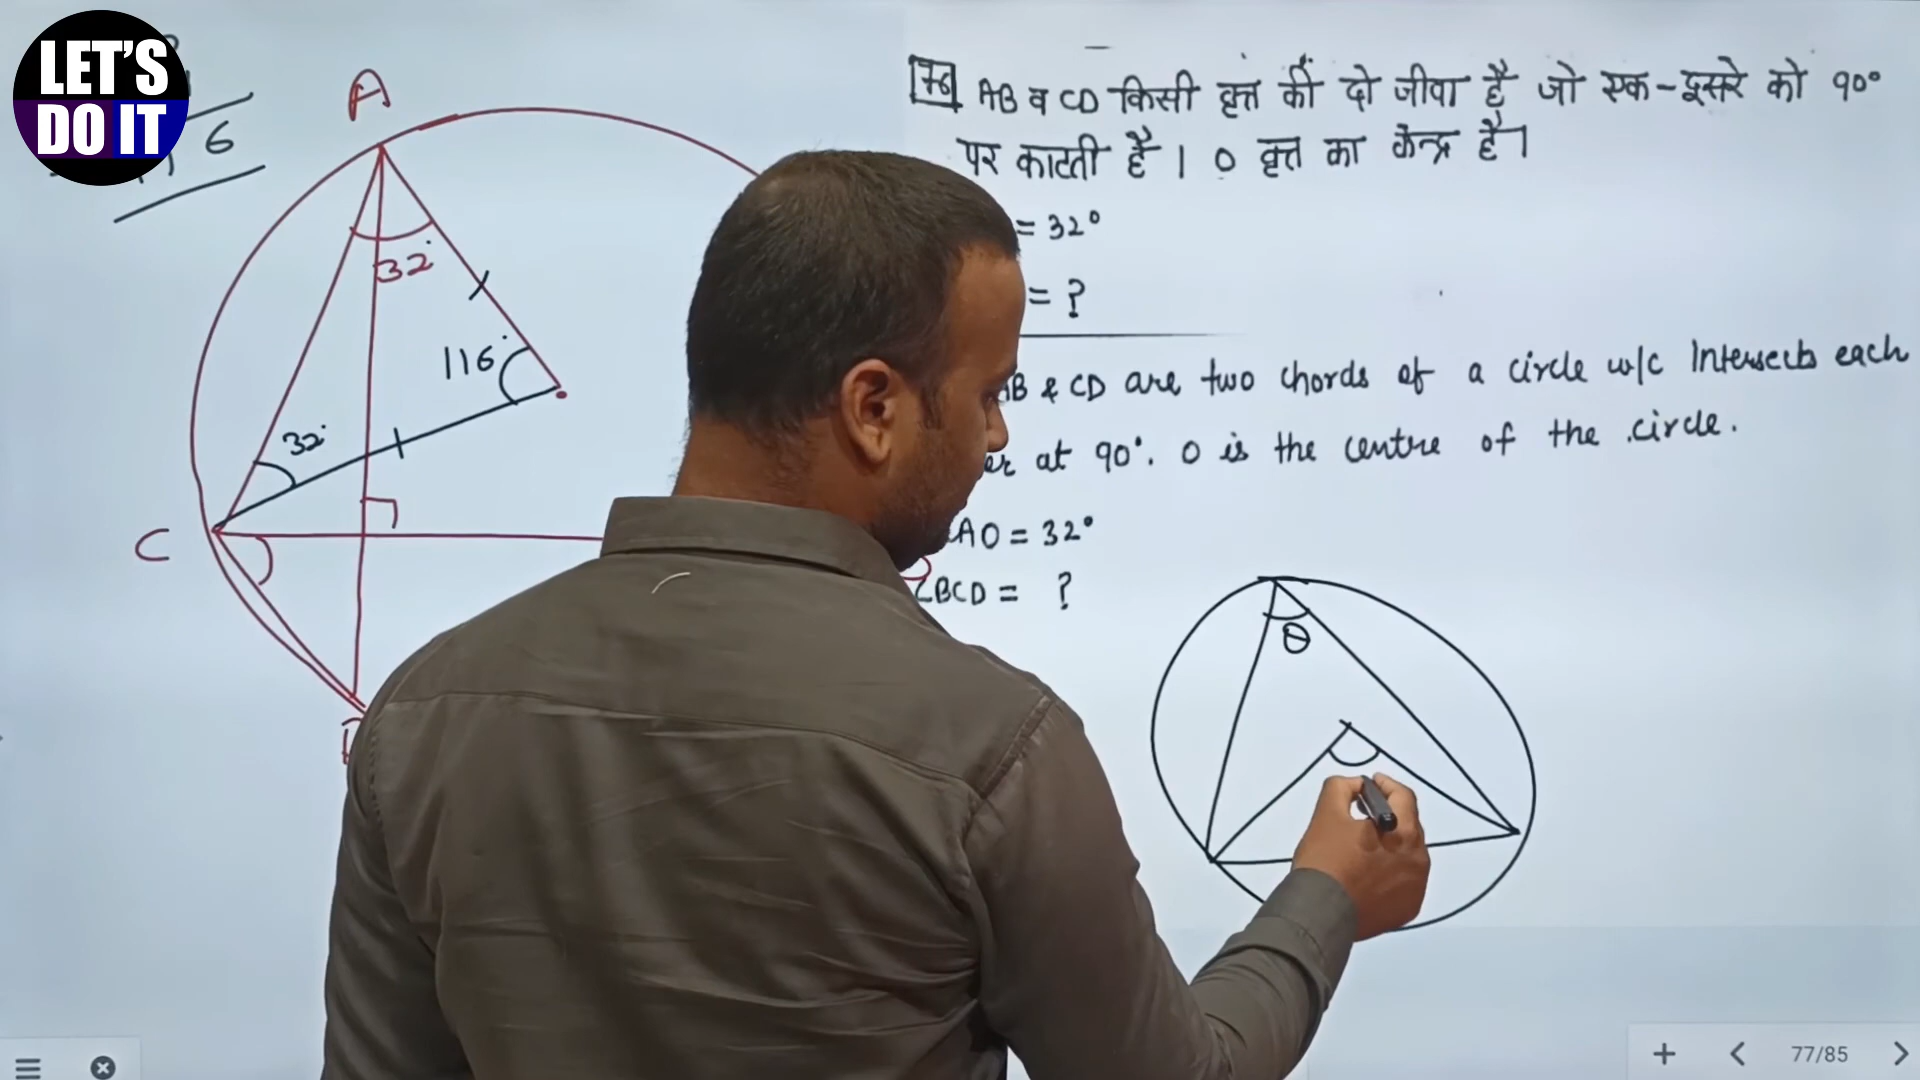 LET'S
DO IT
6
A
32°
116°
32°
C
76 AB व CD किसी वृत्त की दो जीवा है जो एक-दूसरे को 90°
पर काटती है । O वृत्त का केन्द्र है।
= 32°
= ?
AB & CD are two chords of a circle w/c Intersects each
at 90°. O is the centre of the circle.
AO = 32°
∠BCD = ?
θ
77/85